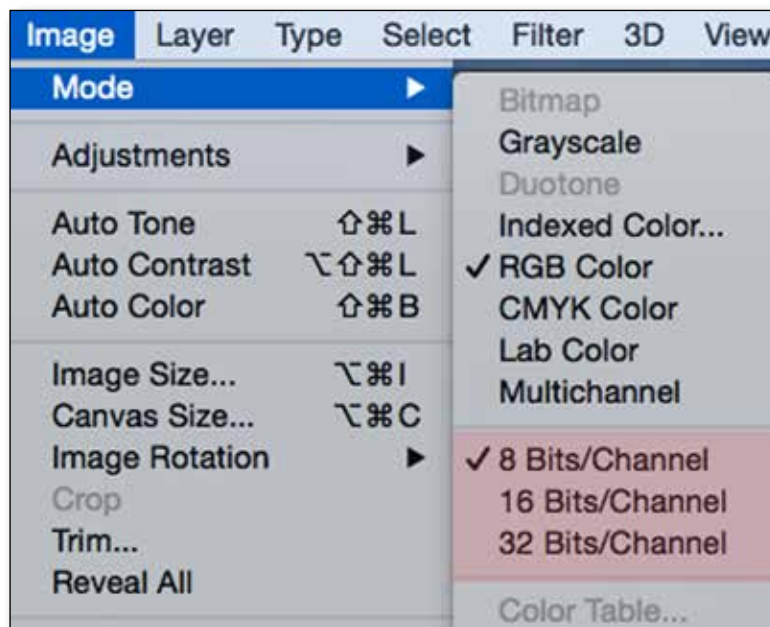 Image Layer Type Select Filter 3D View
Mode ▶
Adjustments ▶
Auto Tone ⇧⌘L
Auto Contrast ⌥⇧⌘L
Auto Color ⇧⌘B
Image Size... ⌥⌘I
Canvas Size... ⌥⌘C
Image Rotation ▶
Crop
Trim...
Reveal All
Bitmap
Grayscale
Duotone
Indexed Color...
✓ RGB Color
CMYK Color
Lab Color
Multichannel
✓ 8 Bits/Channel
16 Bits/Channel
32 Bits/Channel
Color Table...